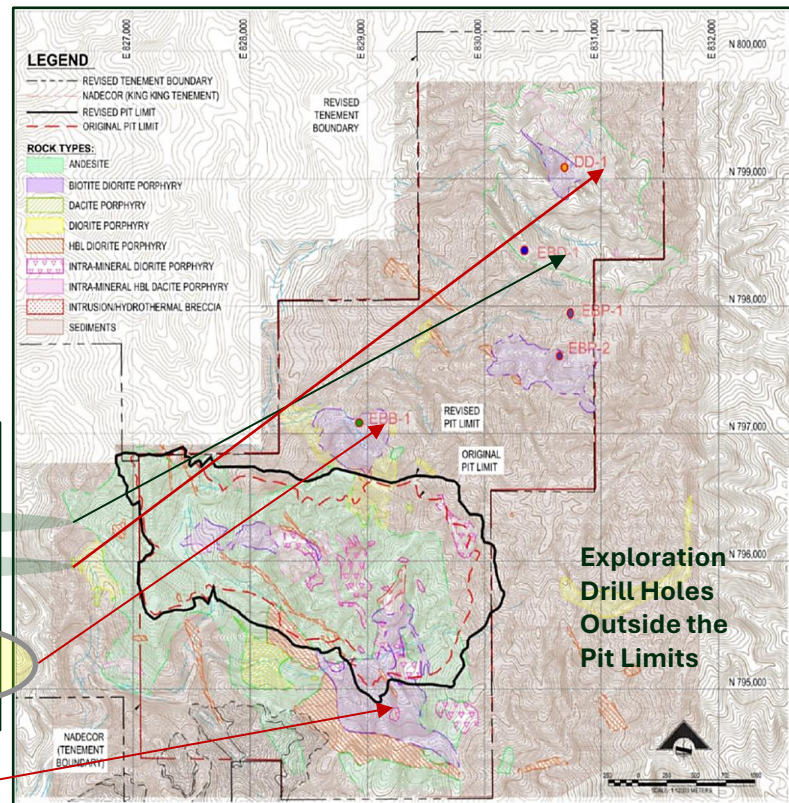 E 827,000
E 828,000
E 829,000
E 830,000
E 831,000
E 832,000
N 800,000
LEGEND
REVISED TENEMENT BOUNDARY
NADECOR (KING KING TENEMENT)
REVISED PIT LIMIT
ORIGINAL PIT LIMIT
ROCK TYPES:
ANDESITE
BIOTITE DIORITE PORPHYRY
DACITE PORPHYRY
DIORITE PORPHYRY
HBL DIORITE PORPHYRY
INTRA-MINERAL DIORITE PORPHYRY
INTRA-MINERAL HBL DACITE PORPHYRY
INTRUSION/HYDROTHERMAL BRECCIA
SEDIMENTS
REVISED
TENEMENT
BOUNDARY
DD-1
N 799,000
EBD-1
N 798,000
EBP-1
EBP-2
EBB-1
REVISED
PIT LIMIT
N 797,000
ORIGINAL
PIT LIMIT
N 796,000
Exploration
Drill Holes
Outside the
Pit Limits
N 795,000
NADECOR
(TENEMENT
BOUNDARY)